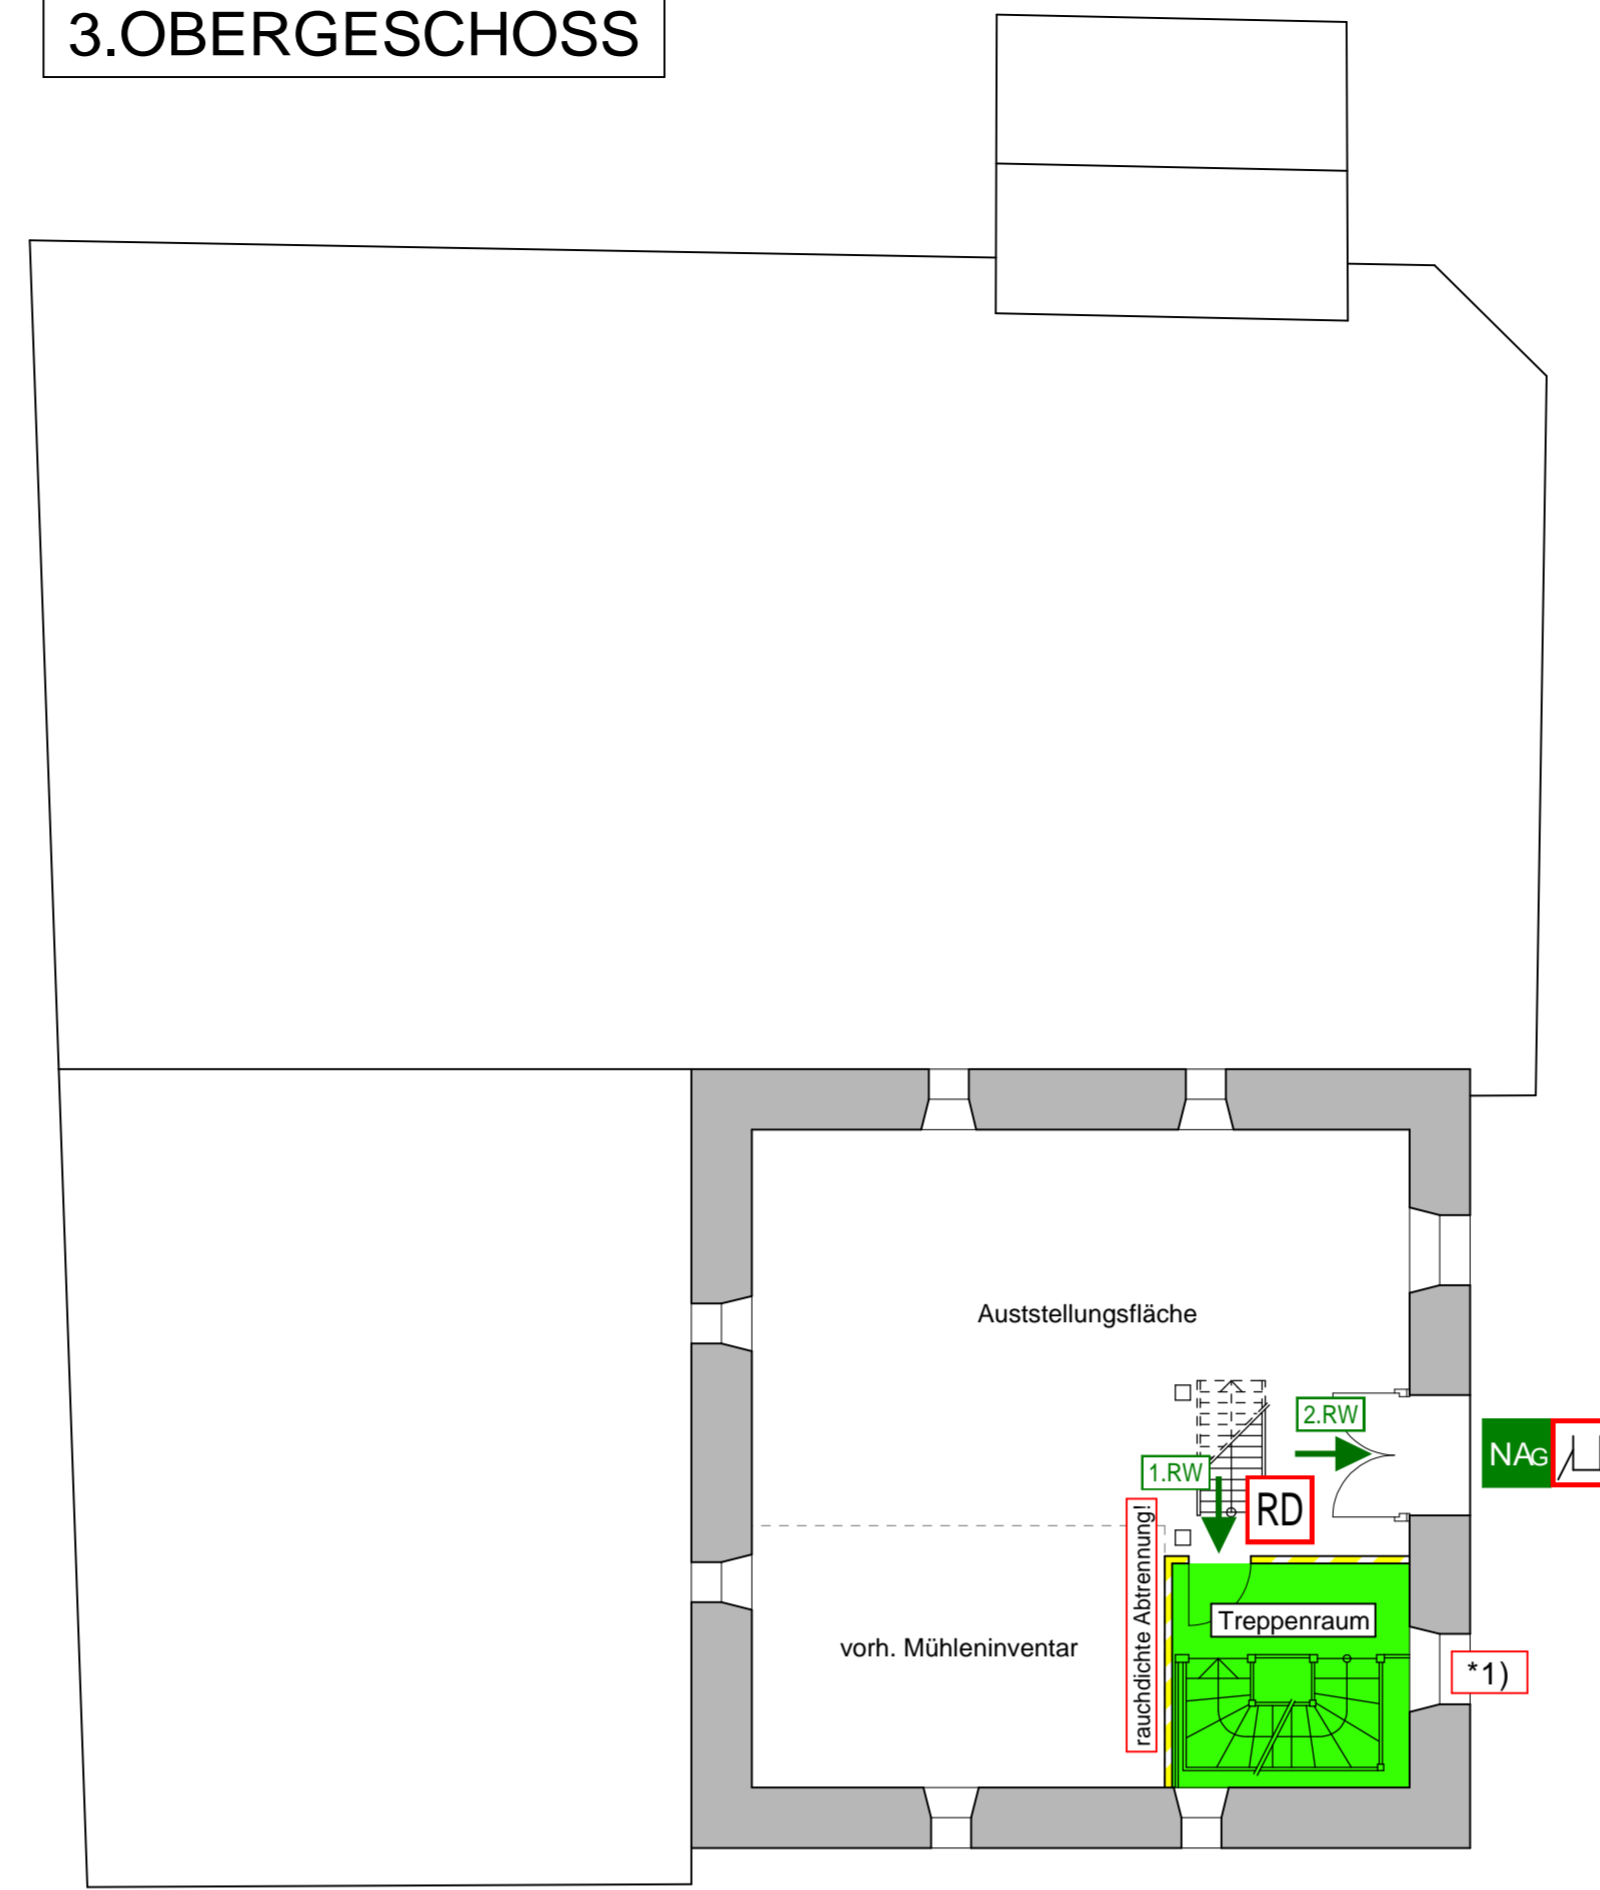 3.OBERGESCHOSS
Auststellungsfläche
2.RW
NAG
1.RW
RD
rauchdichte Abtrennung!
Treppenraum
vorh. Mühleninventar
*1)